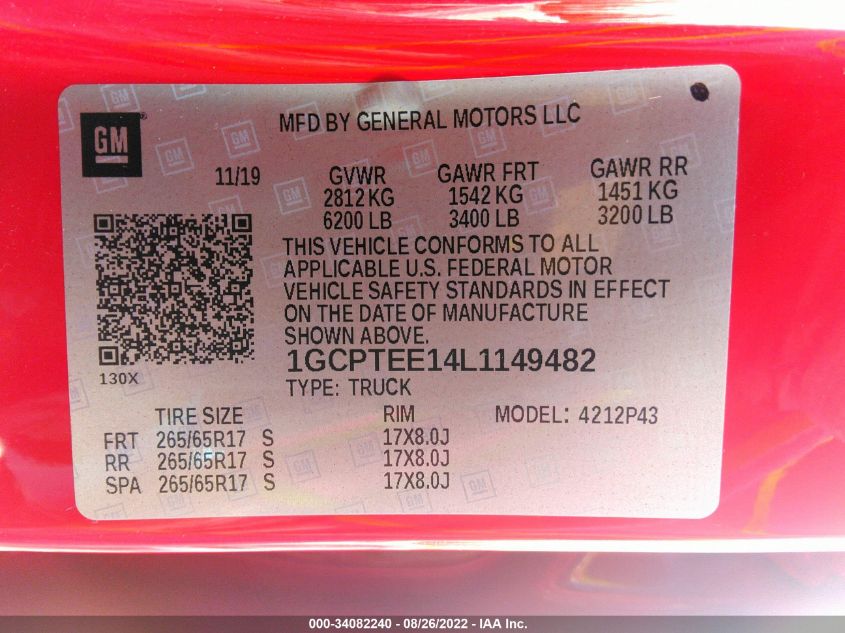 GM
MFD BY GENERAL MOTORS LLC
11/19 GVWR GAWR FRT GAWR RR
2812 KG 1542 KG 1451 KG
6200 LB 3400 LB 3200 LB
THIS VEHICLE CONFORMS TO ALL
APPLICABLE U.S. FEDERAL MOTOR
VEHICLE SAFETY STANDARDS IN EFFECT
ON THE DATE OF MANUFACTURE
SHOWN ABOVE.
130X
1GCPTEE14L1149482
TYPE: TRUCK
TIRE SIZE RIM MODEL: 4212P43
FRT 265/65R17 S 17X8.0J
RR 265/65R17 S 17X8.0J
SPA 265/65R17 S 17X8.0J
000-34082240 - 08/26/2022 - IAA Inc.